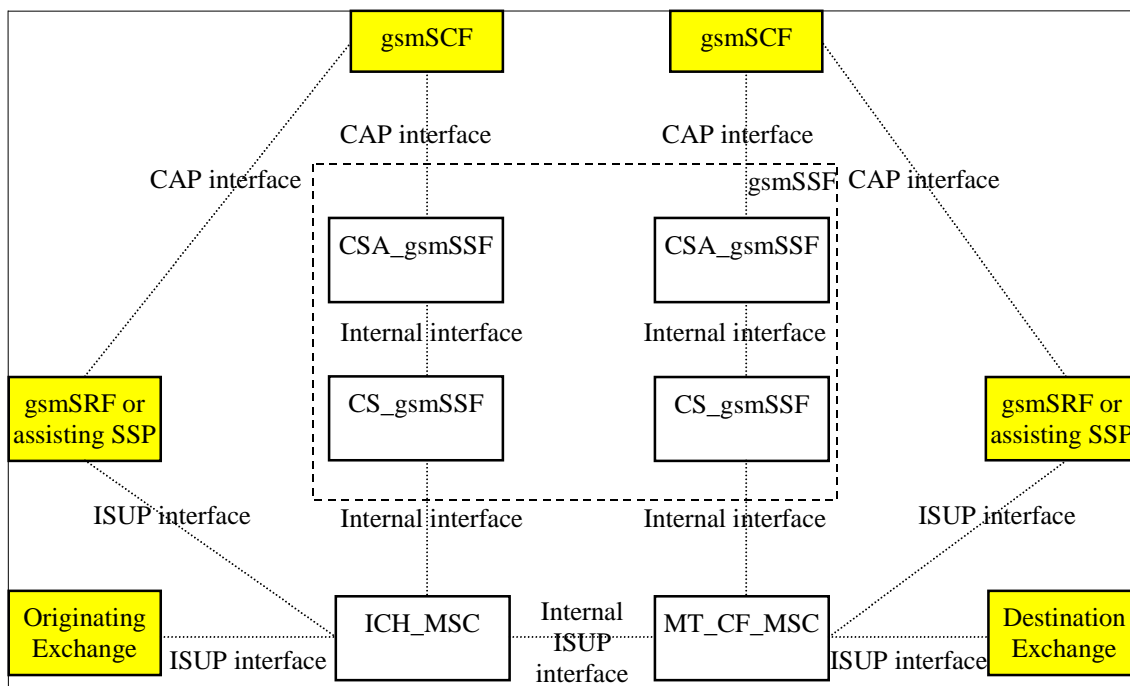 gsmSCF
gsmSCF
CAP interface
CAP interface
CAP interface
gsmSSF
CAP interface
CSA_gsmSSF
CSA_gsmSSF
Internal interface
Internal interface
gsmSRF or
assisting SSP
CS_gsmSSF
CS_gsmSSF
gsmSRF or
assisting SSP
ISUP interface
Internal interface
Internal interface
ISUP interface
Originating
Exchange
ISUP interface
ICH_MSC
Internal
ISUP
interface
MT_CF_MSC
ISUP interface
Destination
Exchange